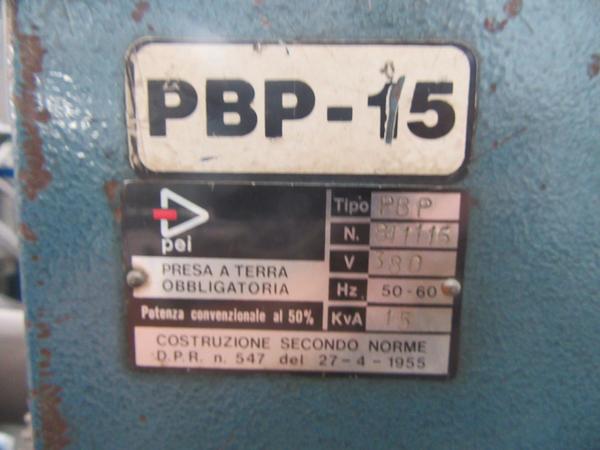 PBP-15
pei
Tipo PBP
N.
V 380
PRESA A TERRA
OBBLIGATORIA
Hz 50-60
Potenza convenzionale al 50% KvA 15
COSTRUZIONE SECONDO NORME
D.P.R. n. 547 del 27-4-1955